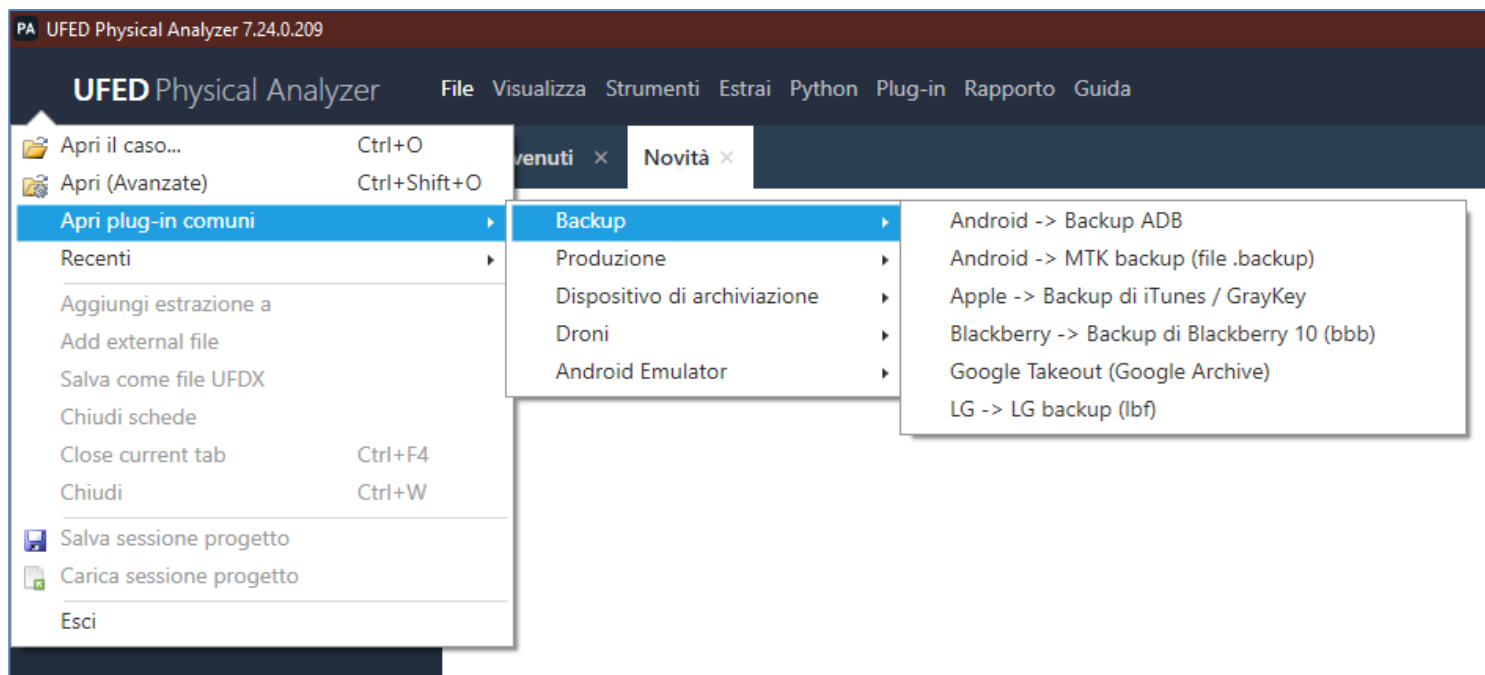 PA UFED Physical Analyzer 7.24.0.209
UFED Physical Analyzer File Visualizza Strumenti Estrai Python Plug-in Rapporto Guida
venuti × Novità ×
Apri il caso... Ctrl+O
Apri (Avanzate) Ctrl+Shift+O
Apri plug-in comuni
Recenti
Aggiungi estrazione a
Add external file
Salva come file UFDX
Chiudi schede
Close current tab Ctrl+F4
Chiudi Ctrl+W
Salva sessione progetto
Carica sessione progetto
Esci
Backup
Produzione
Dispositivo di archiviazione
Droni
Android Emulator
Android -> Backup ADB
Android -> MTK backup (file .backup)
Apple -> Backup di iTunes / GrayKey
Blackberry -> Backup di Blackberry 10 (bbb)
Google Takeout (Google Archive)
LG -> LG backup (lbf)